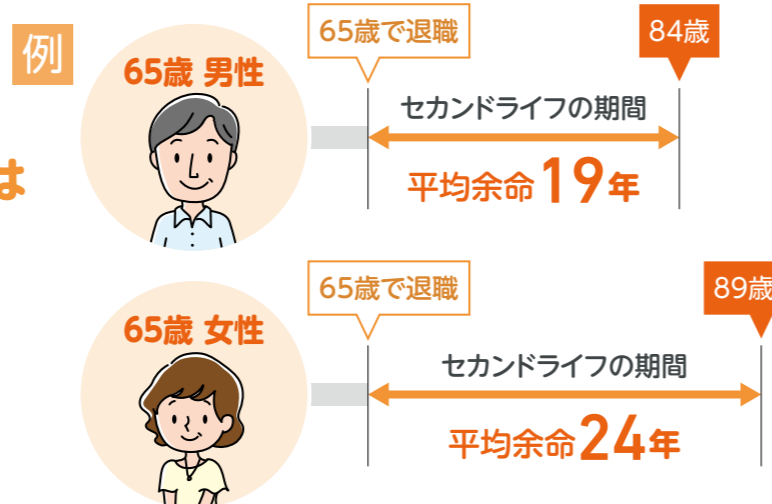 例
は
65歳 男性
65歳で退職
84歳
セカンドライフの期間
平均余命19年
65歳 女性
65歳で退職
89歳
セカンドライフの期間
平均余命24年